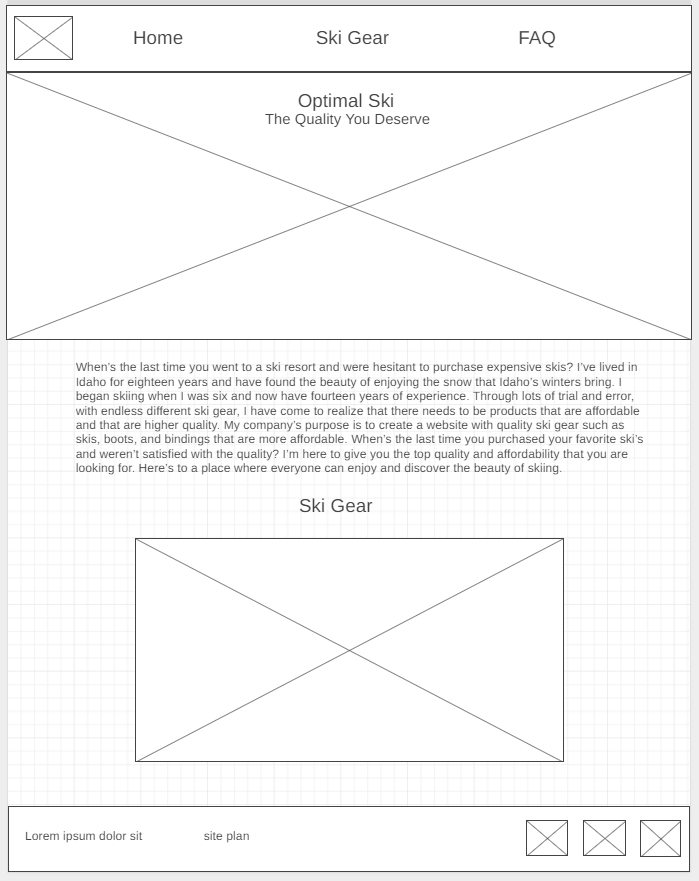 Home Ski Gear FAQ
Optimal Ski
The Quality You Deserve
When’s the last time you went to a ski resort and were hesitant to purchase expensive skis? I’ve lived in
Idaho for eighteen years and have found the beauty of enjoying the snow that Idaho’s winters bring. I
began skiing when I was six and now have fourteen years of experience. Through lots of trial and error,
with endless different ski gear, I have come to realize that there needs to be products that are affordable
and that are higher quality. My company’s purpose is to create a website with quality ski gear such as
skis, boots, and bindings that are more affordable. When’s the last time you purchased your favorite ski’s
and weren’t satisfied with the quality? I’m here to give you the top quality and affordability that you are
looking for. Here’s to a place where everyone can enjoy and discover the beauty of skiing.
Ski Gear
Lorem ipsum dolor sit site plan